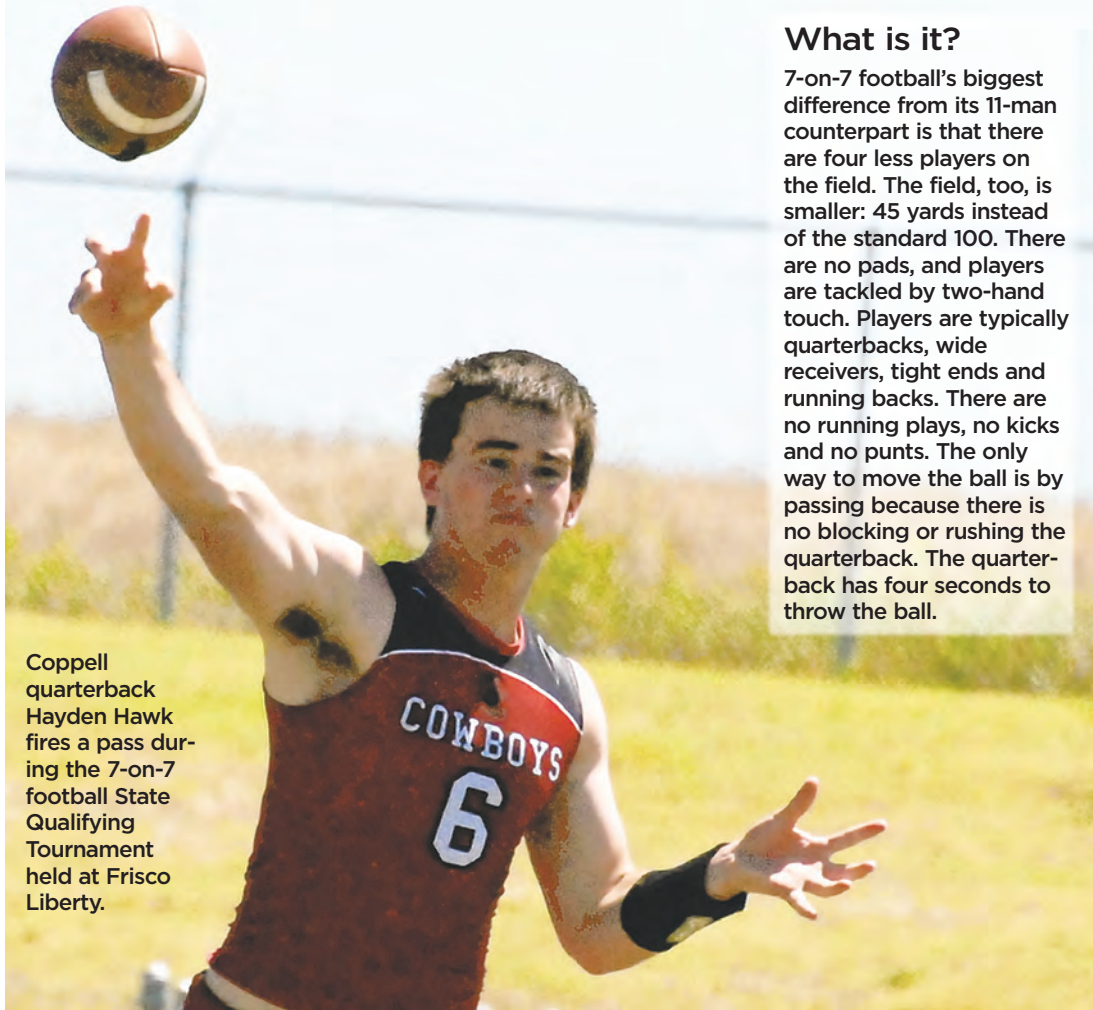 What is it?
7-on-7 football’s biggest
difference from its 11-man
counterpart is that there
are four less players on
the field. The field, too, is
smaller: 45 yards instead
of the standard 100. There
are no pads, and players
are tackled by two-hand
touch. Players are typically
quarterbacks, wide
receivers, tight ends and
running backs. There are
no running plays, no kicks
and no punts. The only
way to move the ball is by
passing because there is
no blocking or rushing the
quarterback. The quarter-
back has four seconds to
throw the ball.
Coppell
quarterback
Hayden Hawk
fires a pass dur-
ing the 7-on-7
football State
Qualifying
Tournament
held at Frisco
Liberty.
COWBOYS
6